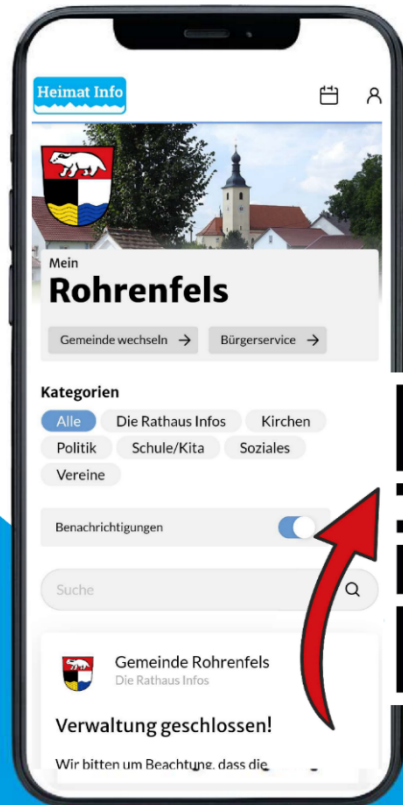 Heimat Info
Mein
Rohrenfels
Gemeinde wechseln → Bürgerservice →
Kategorien
Alle Die Rathaus Infos Kirchen
Politik Schule/Kita Soziales
Vereine
Benachrichtigungen
Suche
Gemeinde Rohrenfels
Die Rathaus Infos
Verwaltung geschlossen!
Wir bitten um Beachtung, dass die